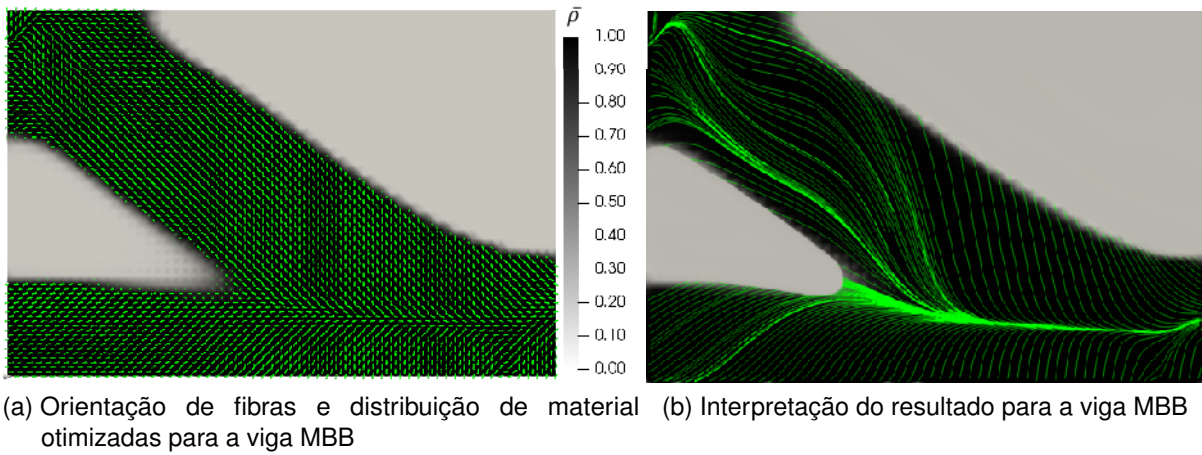 ρ̄
1.00
0.90
0.80
0.70
0.60
0.50
0.40
0.30
0.20
0.10
0.00
(a) Orientação de fibras e distribuição de material
otimizadas para a viga MBB
(b) Interpretação do resultado para a viga MBB